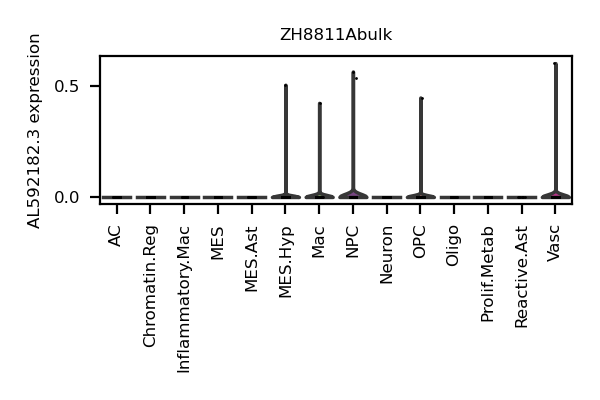 ZH8811Abulk
AL592182.3 expression
0.5
0.0
AC
Chromatin.Reg
Inflammatory.Mac
MES
MES.Ast
MES.Hyp
Mac
NPC
Neuron
OPC
Oligo
Prolif.Metab
Reactive.Ast
Vasc